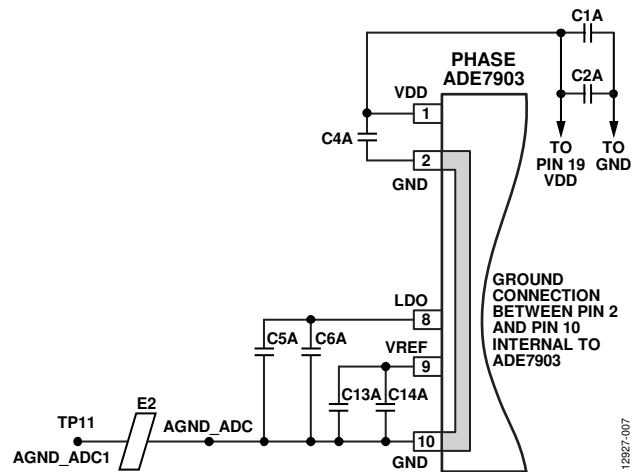 C1A
PHASE
ADE7903
C2A
VDD
1
C4A
TO
PIN 19
VDD
TO
GND
2
GND
GROUND
CONNECTION
BETWEEN PIN 2
AND PIN 10
INTERNAL TO
ADE7903
LDO
8
C5A
C6A
VREF
9
C13A
C14A
E2
TP11
AGND_ADC
AGND_ADC1
10
GND
12927-007